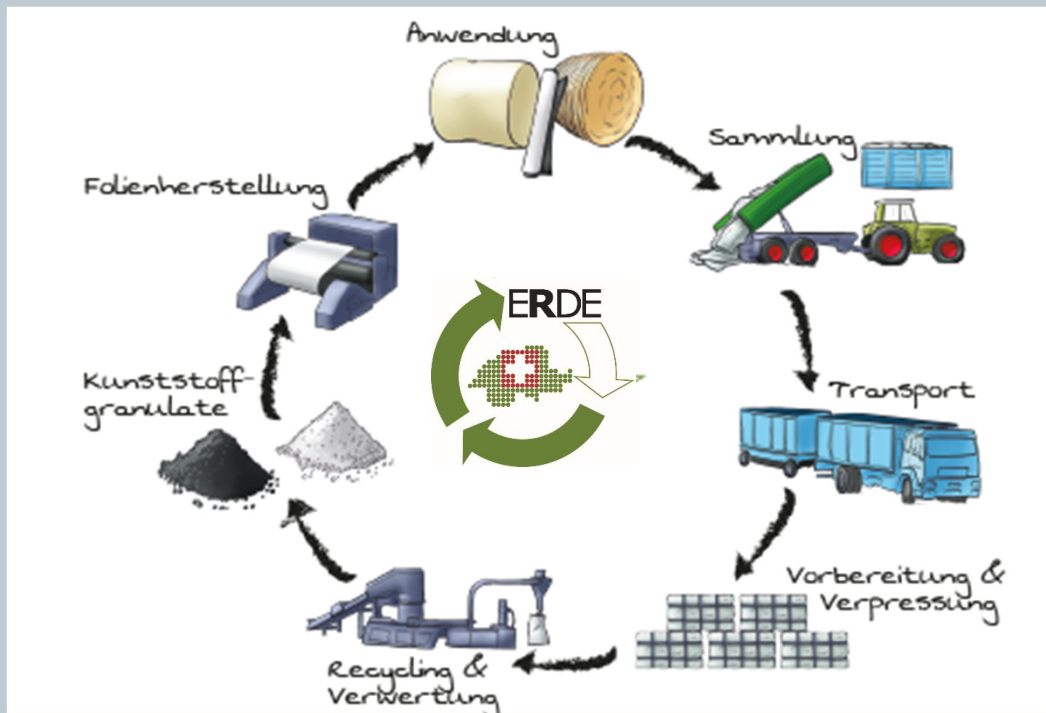 Anwendung
Sammlung
Folienherstellung
ERDE
Kunststoff-
granulate
Transport
Vorbereitung &
Verpressung
Recycling &
Verwertung